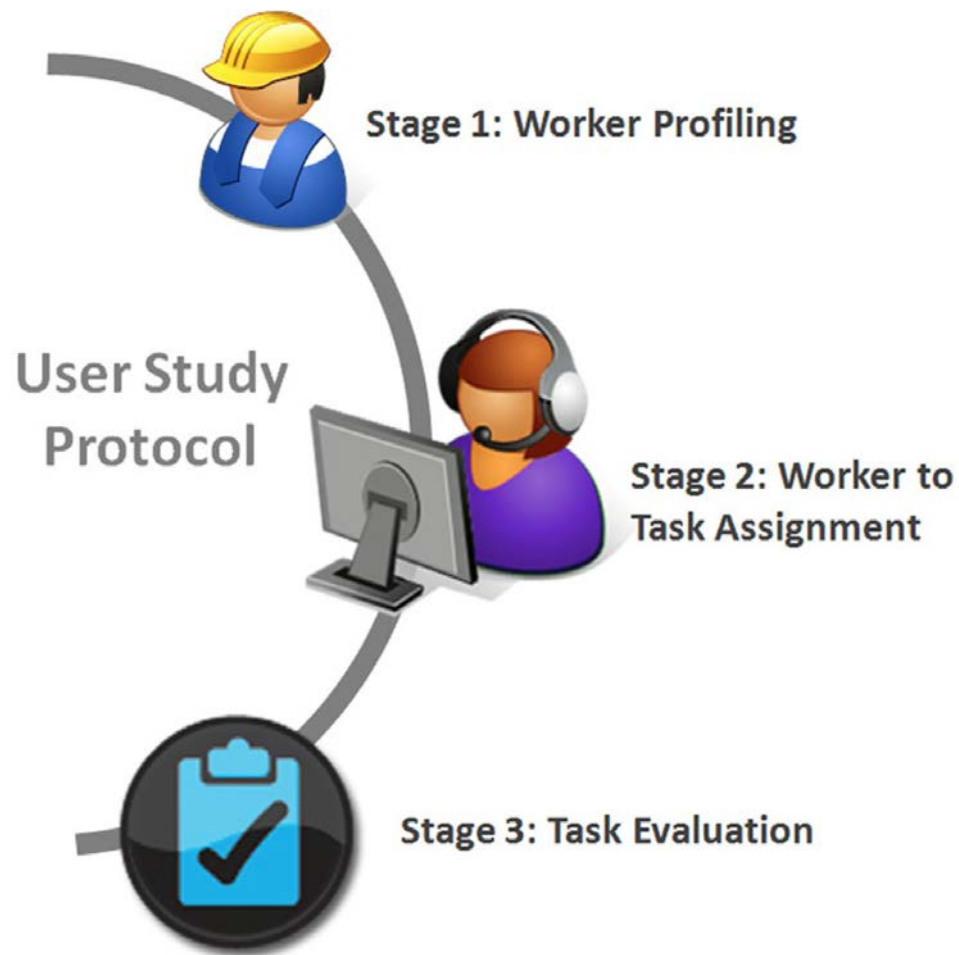 Stage 1: Worker Profiling
User Study
Protocol
Stage 2: Worker to
Task Assignment
Stage 3: Task Evaluation